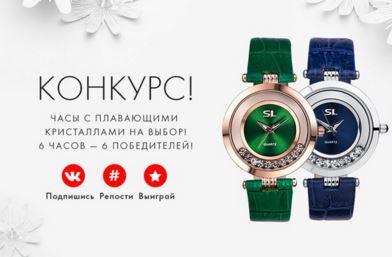 КОНКУРС!
ЧАСЫ С ПЛАВАЮЩИМИ
КРИСТАЛЛАМИ НА ВЫБОР!
6 ЧАСОВ — 6 ПОБЕДИТЕЛЕЙ!
Подпишись Репости Выиграй
SL
QUARTZ
SL
QUARTZ